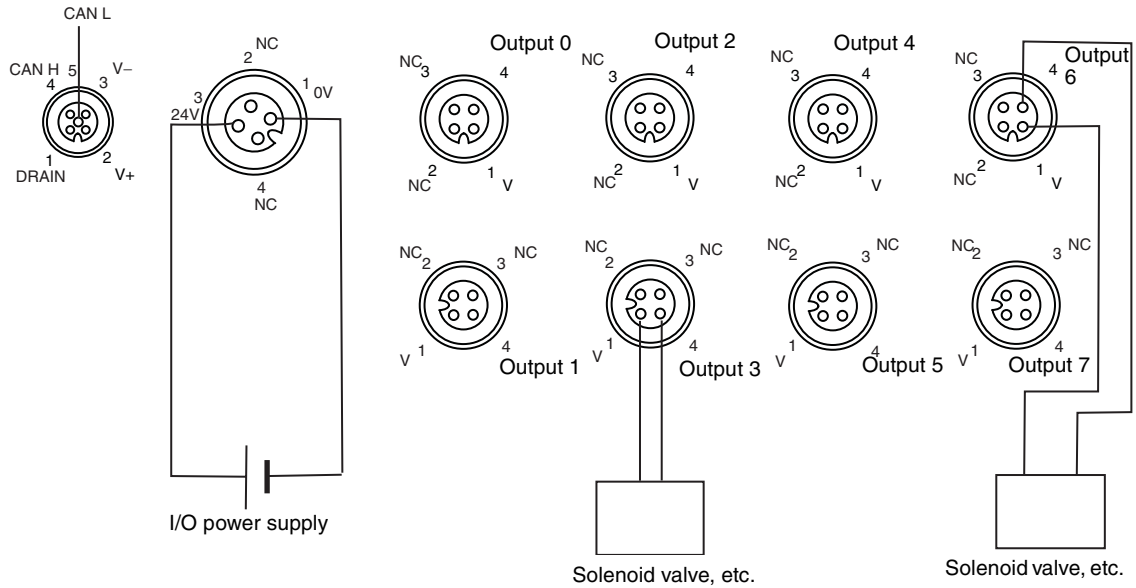 CAN L
CAN H 5 V–
4 3
1 2
DRAIN V+
NC
2
3 1 0V
24V
4
NC
I/O power supply
Output 0
NC 3 4
NC 2 1 V
Output 2
NC 3 4
NC 2 1 V
Output 4
NC 3 4
NC 2 1 V
Output
6
NC 3 4
NC 2 1 V
NC 2 3 NC
V 1 4
Output 1
NC 2 3 NC
V 1 4
Output 3
NC 2 3 NC
V 1 4
Output 5
NC 2 3 NC
V 1 4
Output 7
Solenoid valve, etc.
Solenoid valve, etc.